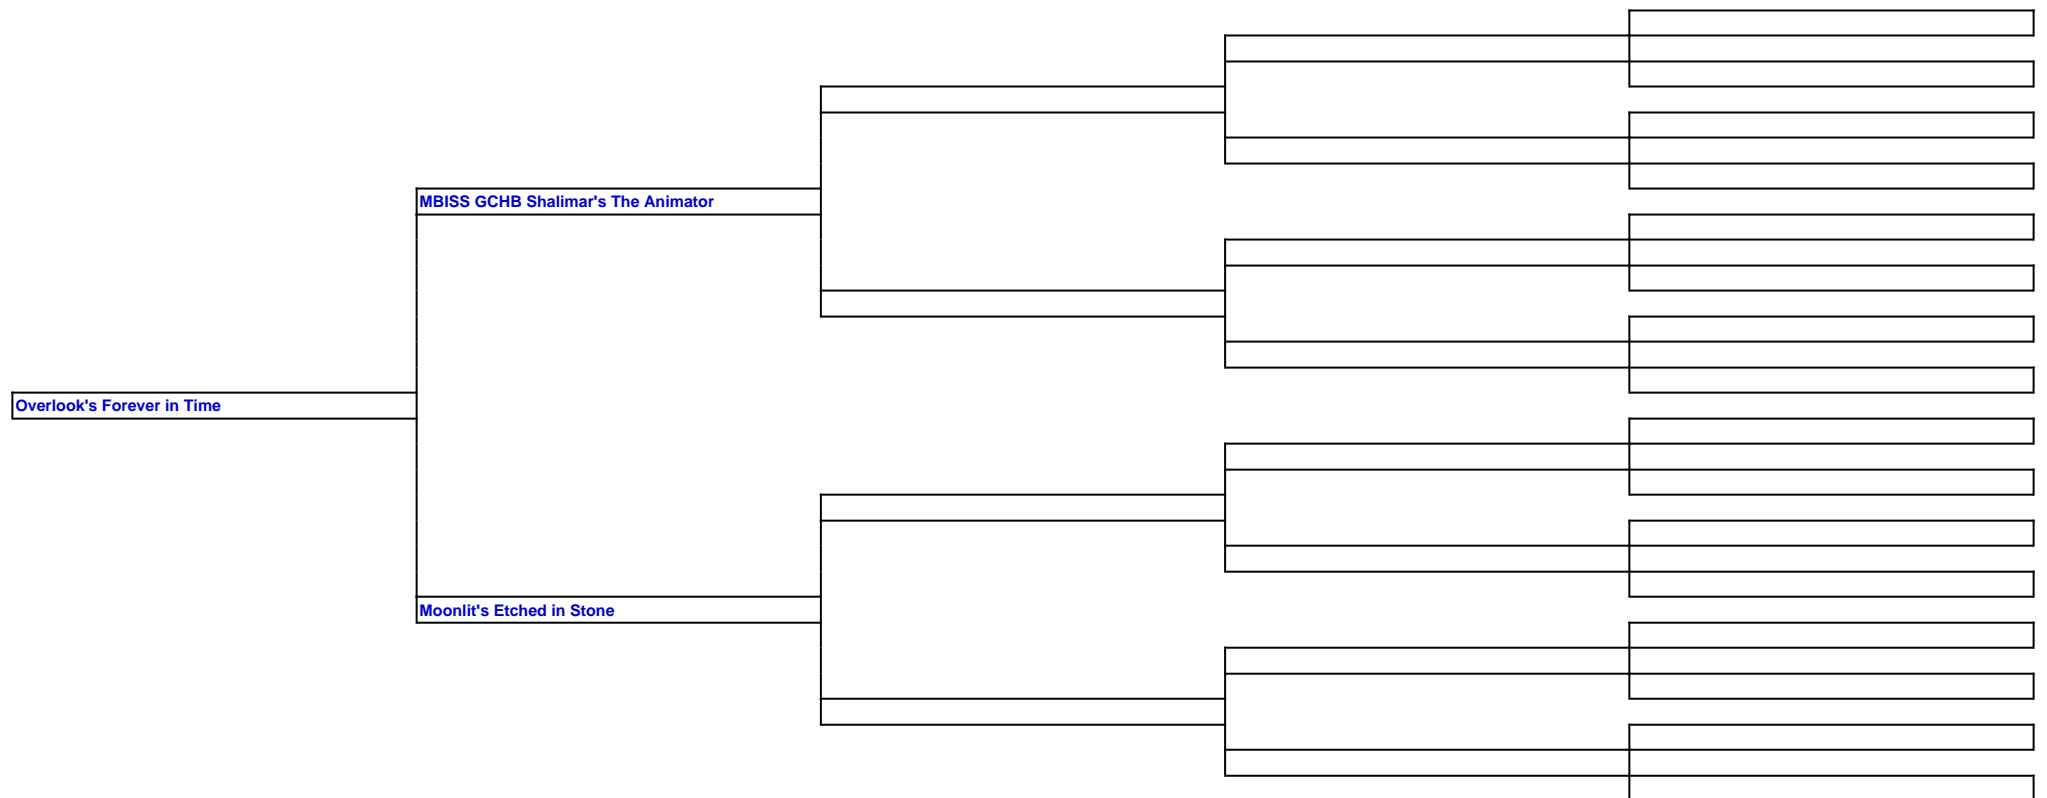 MBISS GCHB Shalimar's The Animator
Overlook's Forever in Time
Moonlit's Etched in Stone